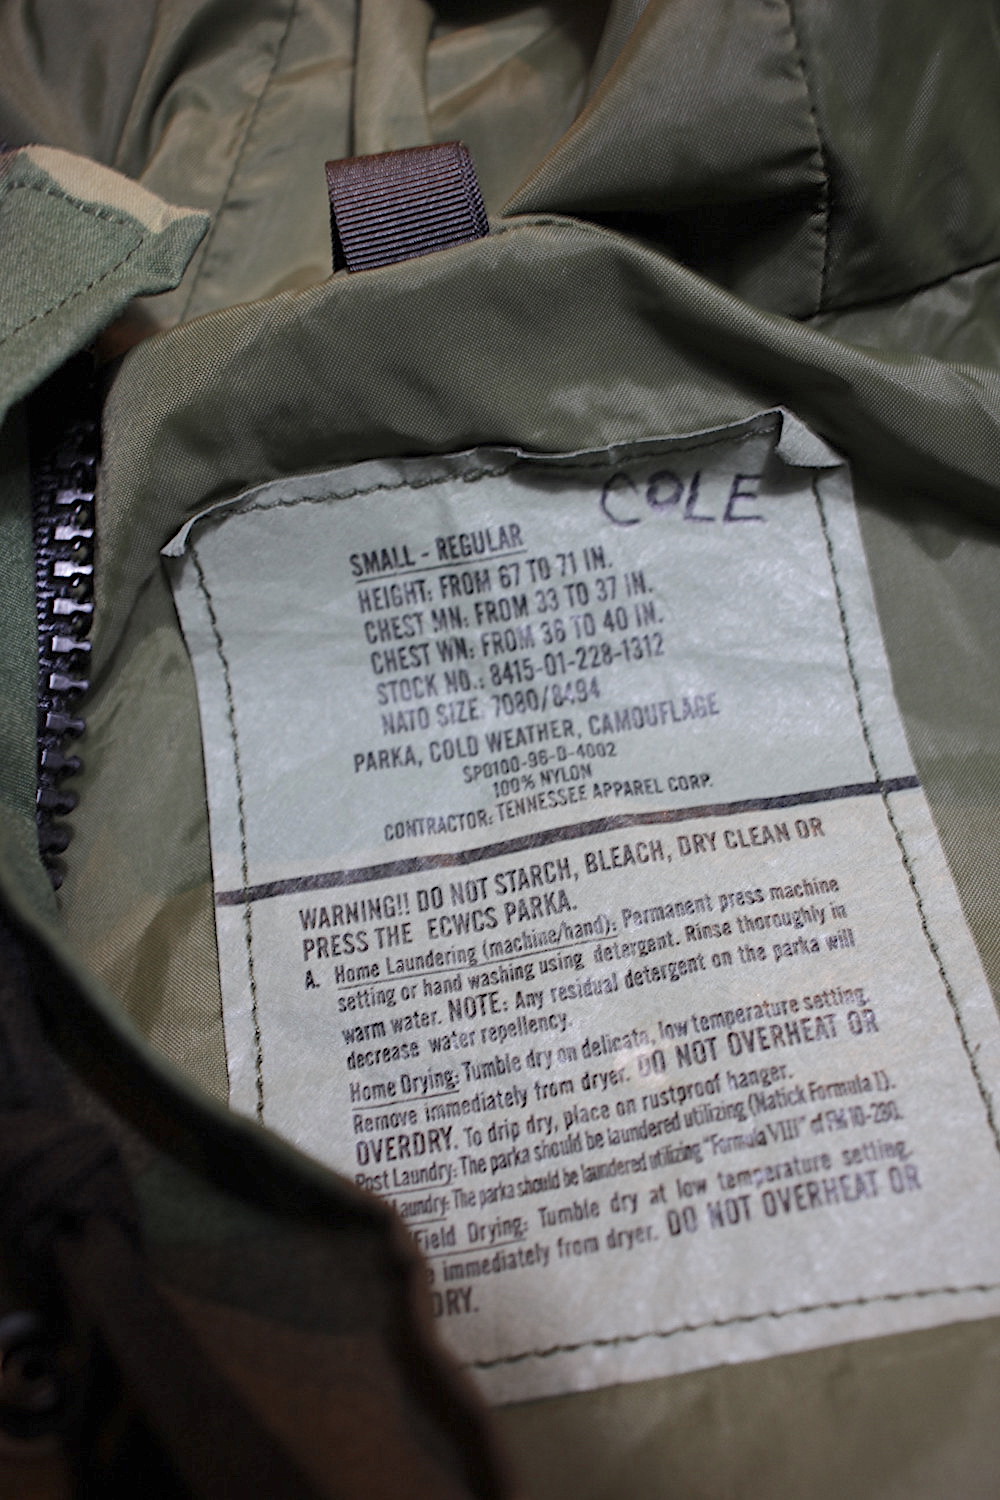 COLE
SMALL - REGULAR
HEIGHT: FROM 67 TO 71 IN.
CHEST MN: FROM 33 TO 37 IN.
CHEST WN: FROM 36 TO 40 IN.
STOCK NO.: 8415-01-228-1312
NATO SIZE 7080/8494
PARKA, COLD WEATHER, CAMOUFLAGE
SP0100-96-D-4002
100% NYLON
CONTRACTOR: TENNESSEE APPAREL CORP.
WARNING!! DO NOT STARCH, BLEACH, DRY CLEAN OR
PRESS THE ECWCS PARKA.
A. Home Laundering (machine/hand): Permanent press machine
setting or hand washing using detergent. Rinse thoroughly in
warm water. NOTE: Any residual detergent on the parka will
decrease water repellency.
Home Drying: Tumble dry on delicate, low temperature setting.
Remove immediately from dryer. DO NOT OVERHEAT OR
OVERDRY. To drip dry, place on rustproof hanger.
Post Laundry: The parka should be laundered utilizing (Natick Formula I).
Laundry: The parka should be laundered utilizing "Formula VIII" of FM 10-280.
Field Drying: Tumble dry at low temperature setting.
immediately from dryer. DO NOT OVERHEAT OR
DRY.